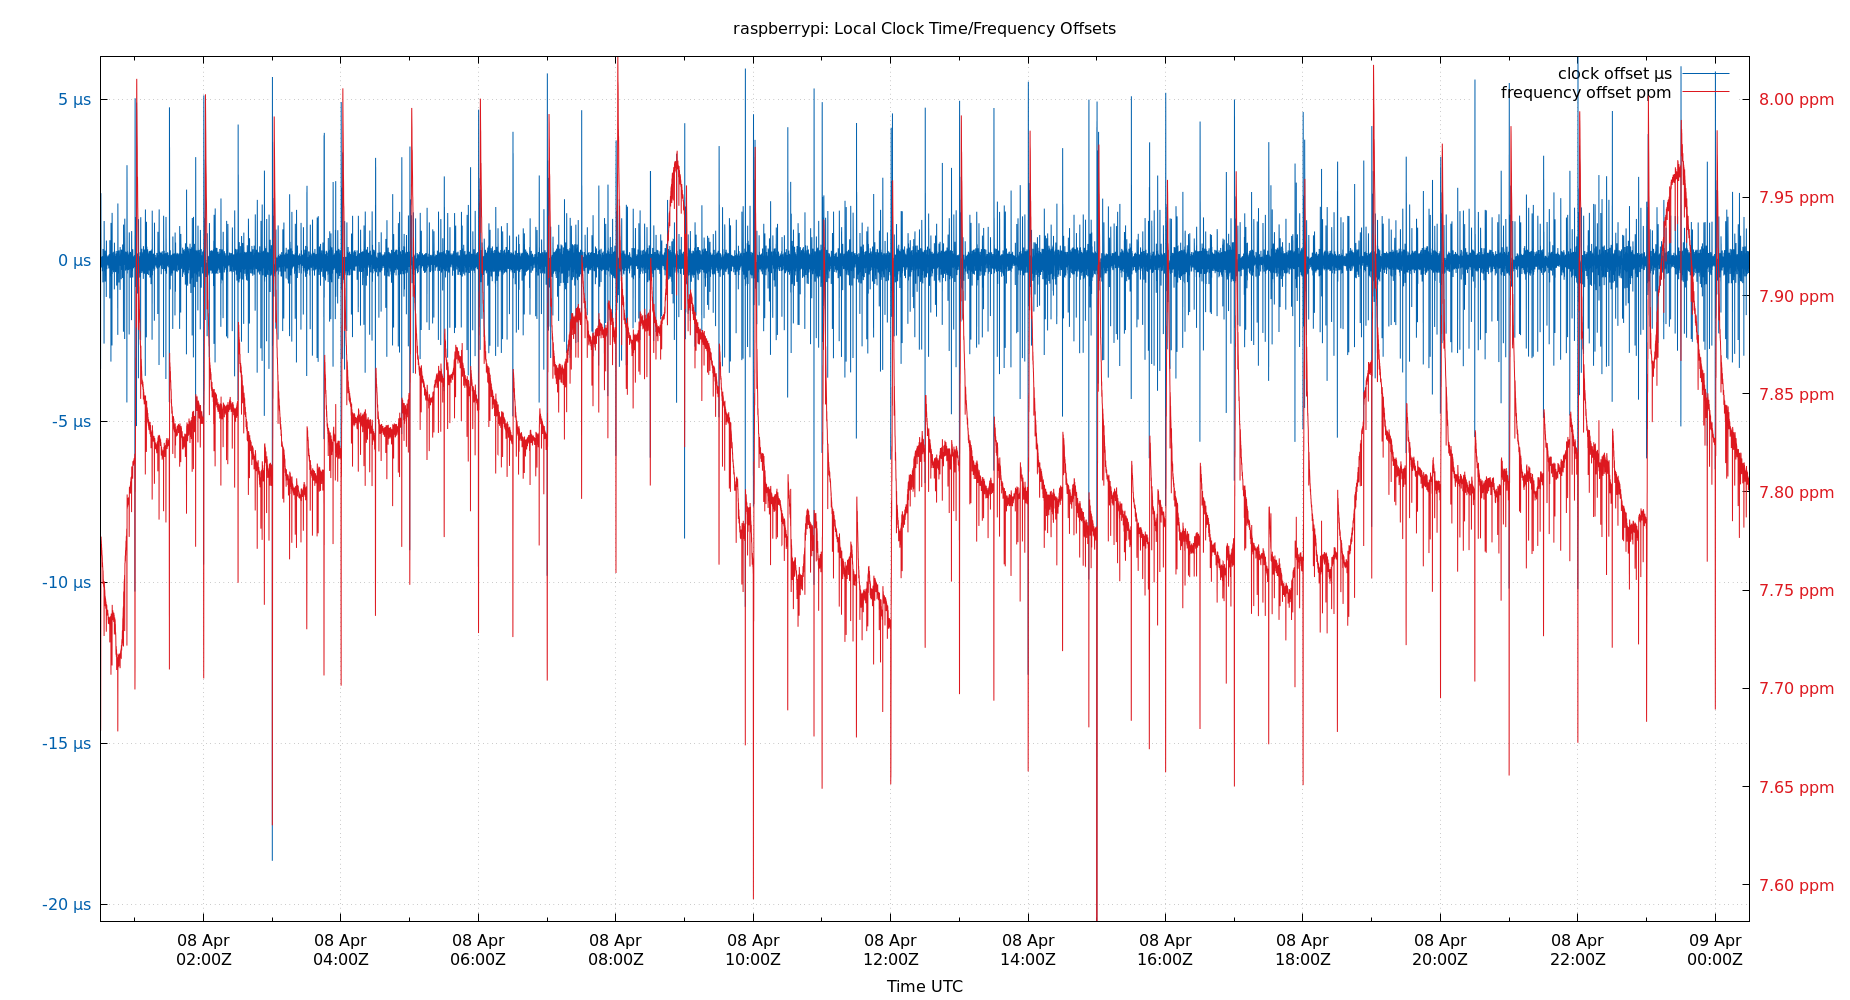 raspberrypi: Local Clock Time/Frequency Offsets
clock offset µs
frequency offset ppm
5 µs
0 µs
-5 µs
-10 µs
-15 µs
-20 µs
8.00 ppm
7.95 ppm
7.90 ppm
7.85 ppm
7.80 ppm
7.75 ppm
7.70 ppm
7.65 ppm
7.60 ppm
08 Apr 08 Apr 08 Apr 08 Apr 08 Apr 08 Apr 08 Apr 08 Apr 08 Apr 08 Apr 08 Apr 09 Apr
02:00Z 04:00Z 06:00Z 08:00Z 10:00Z 12:00Z 14:00Z 16:00Z 18:00Z 20:00Z 22:00Z 00:00Z
Time UTC